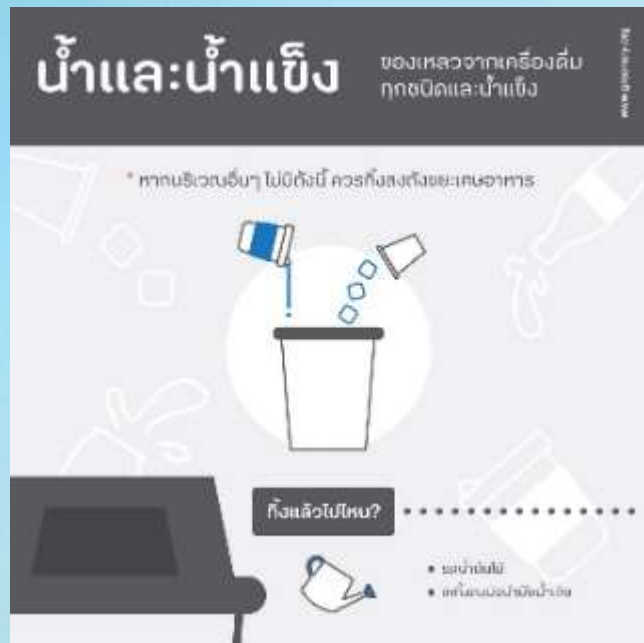 น้ำและน้ำแข็ง
ของเหลวจากเครื่องดื่ม
ทุกชนิดและน้ำแข็ง
* หากบริเวณอื่นๆ ไม่มีถังนี้ ควรทิ้งลงถังขยะเศษอาหาร
ทิ้งแล้วไปไหน?
• รดน้ำต้นไม้